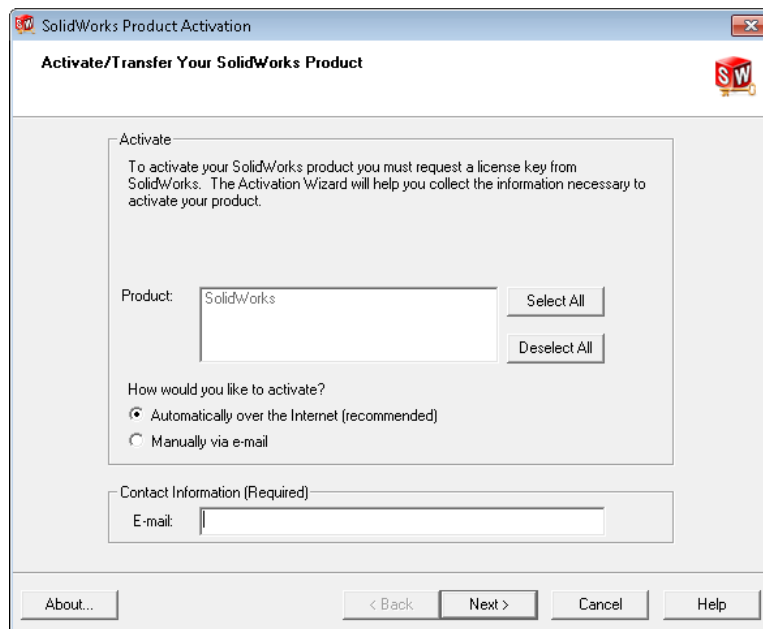 SolidWorks Product Activation
Activate/Transfer Your SolidWorks Product
SW
Activate
To activate your SolidWorks product you must request a license key from
SolidWorks. The Activation Wizard will help you collect the information necessary to
activate your product.
Product:
SolidWorks
Select All
Deselect All
How would you like to activate?
Automatically over the Internet (recommended)
Manually via e-mail
Contact Information (Required)
E-mail:
About...
< Back
Next >
Cancel
Help